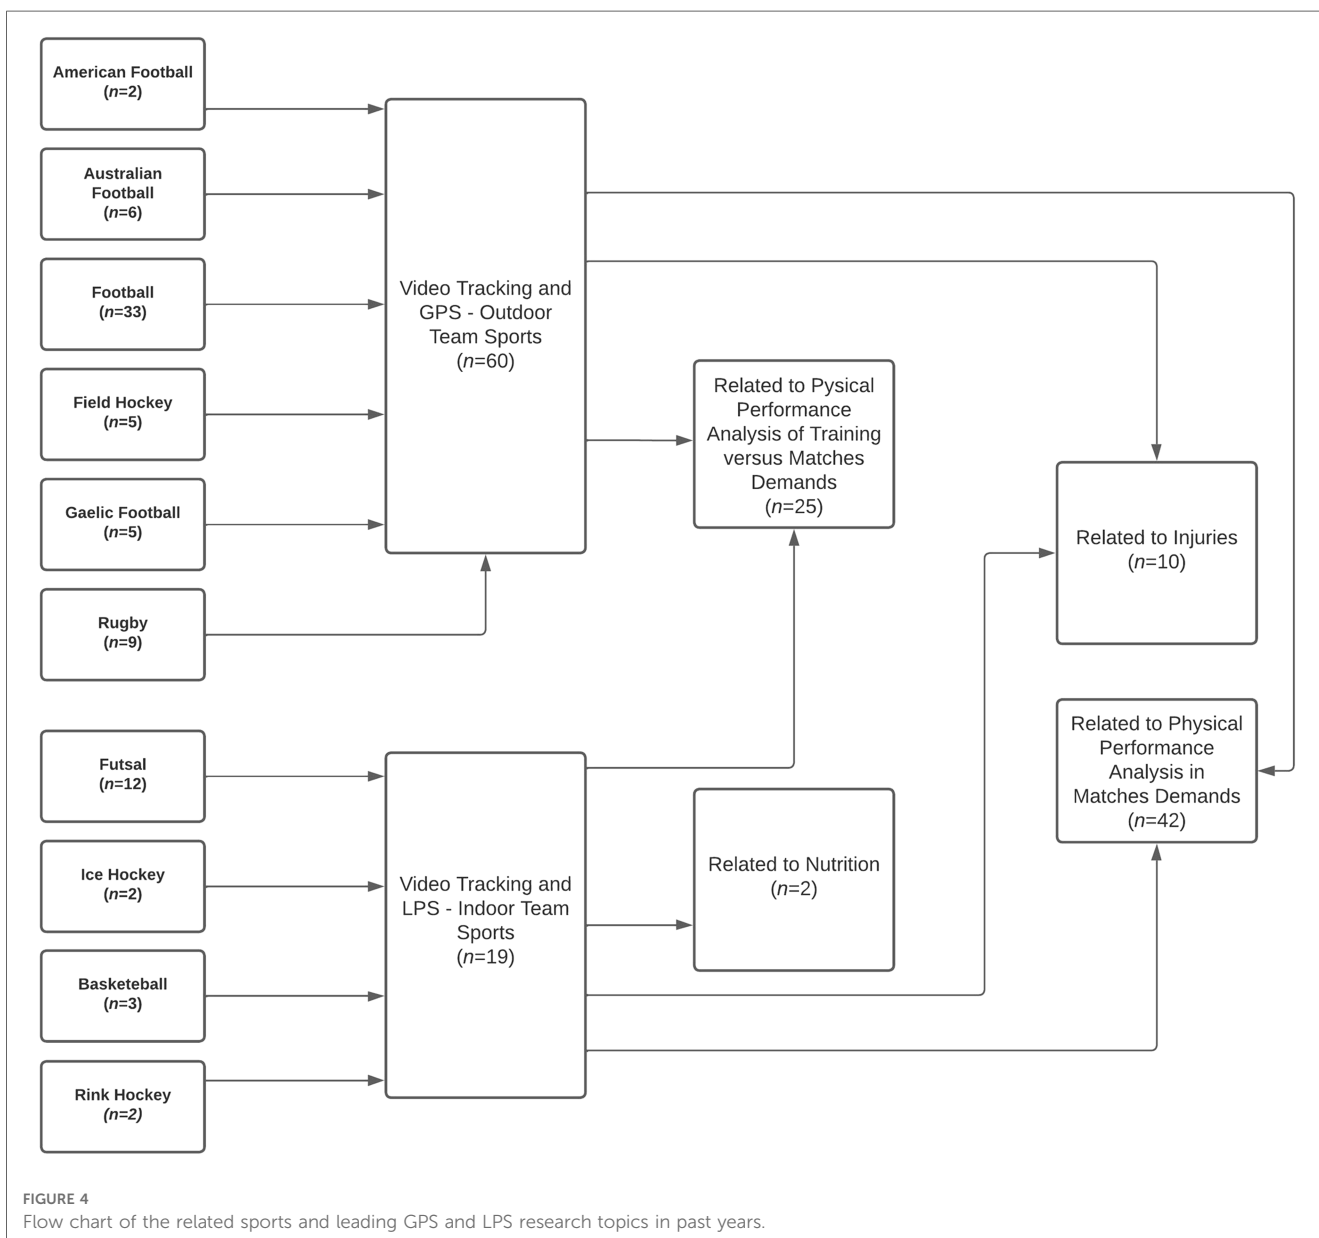 American Football
(n=2)
Australian
Football
(n=6)
Football
(n=33)
Field Hockey
(n=5)
Gaelic Football
(n=5)
Rugby
(n=9)
Video Tracking and
GPS - Outdoor
Team Sports
(n=60)
Related to Pysical
Performance
Analysis of Training
versus Matches
Demands
(n=25)
Related to Injuries
(n=10)
Related to Physical
Performance
Analysis in
Matches Demands
(n=42)
Futsal
(n=12)
Ice Hockey
(n=2)
Basketeball
(n=3)
Rink Hockey
(n=2)
Video Tracking and
LPS - Indoor Team
Sports
(n=19)
Related to Nutrition
(n=2)
FIGURE 4
Flow chart of the related sports and leading GPS and LPS research topics in past years.